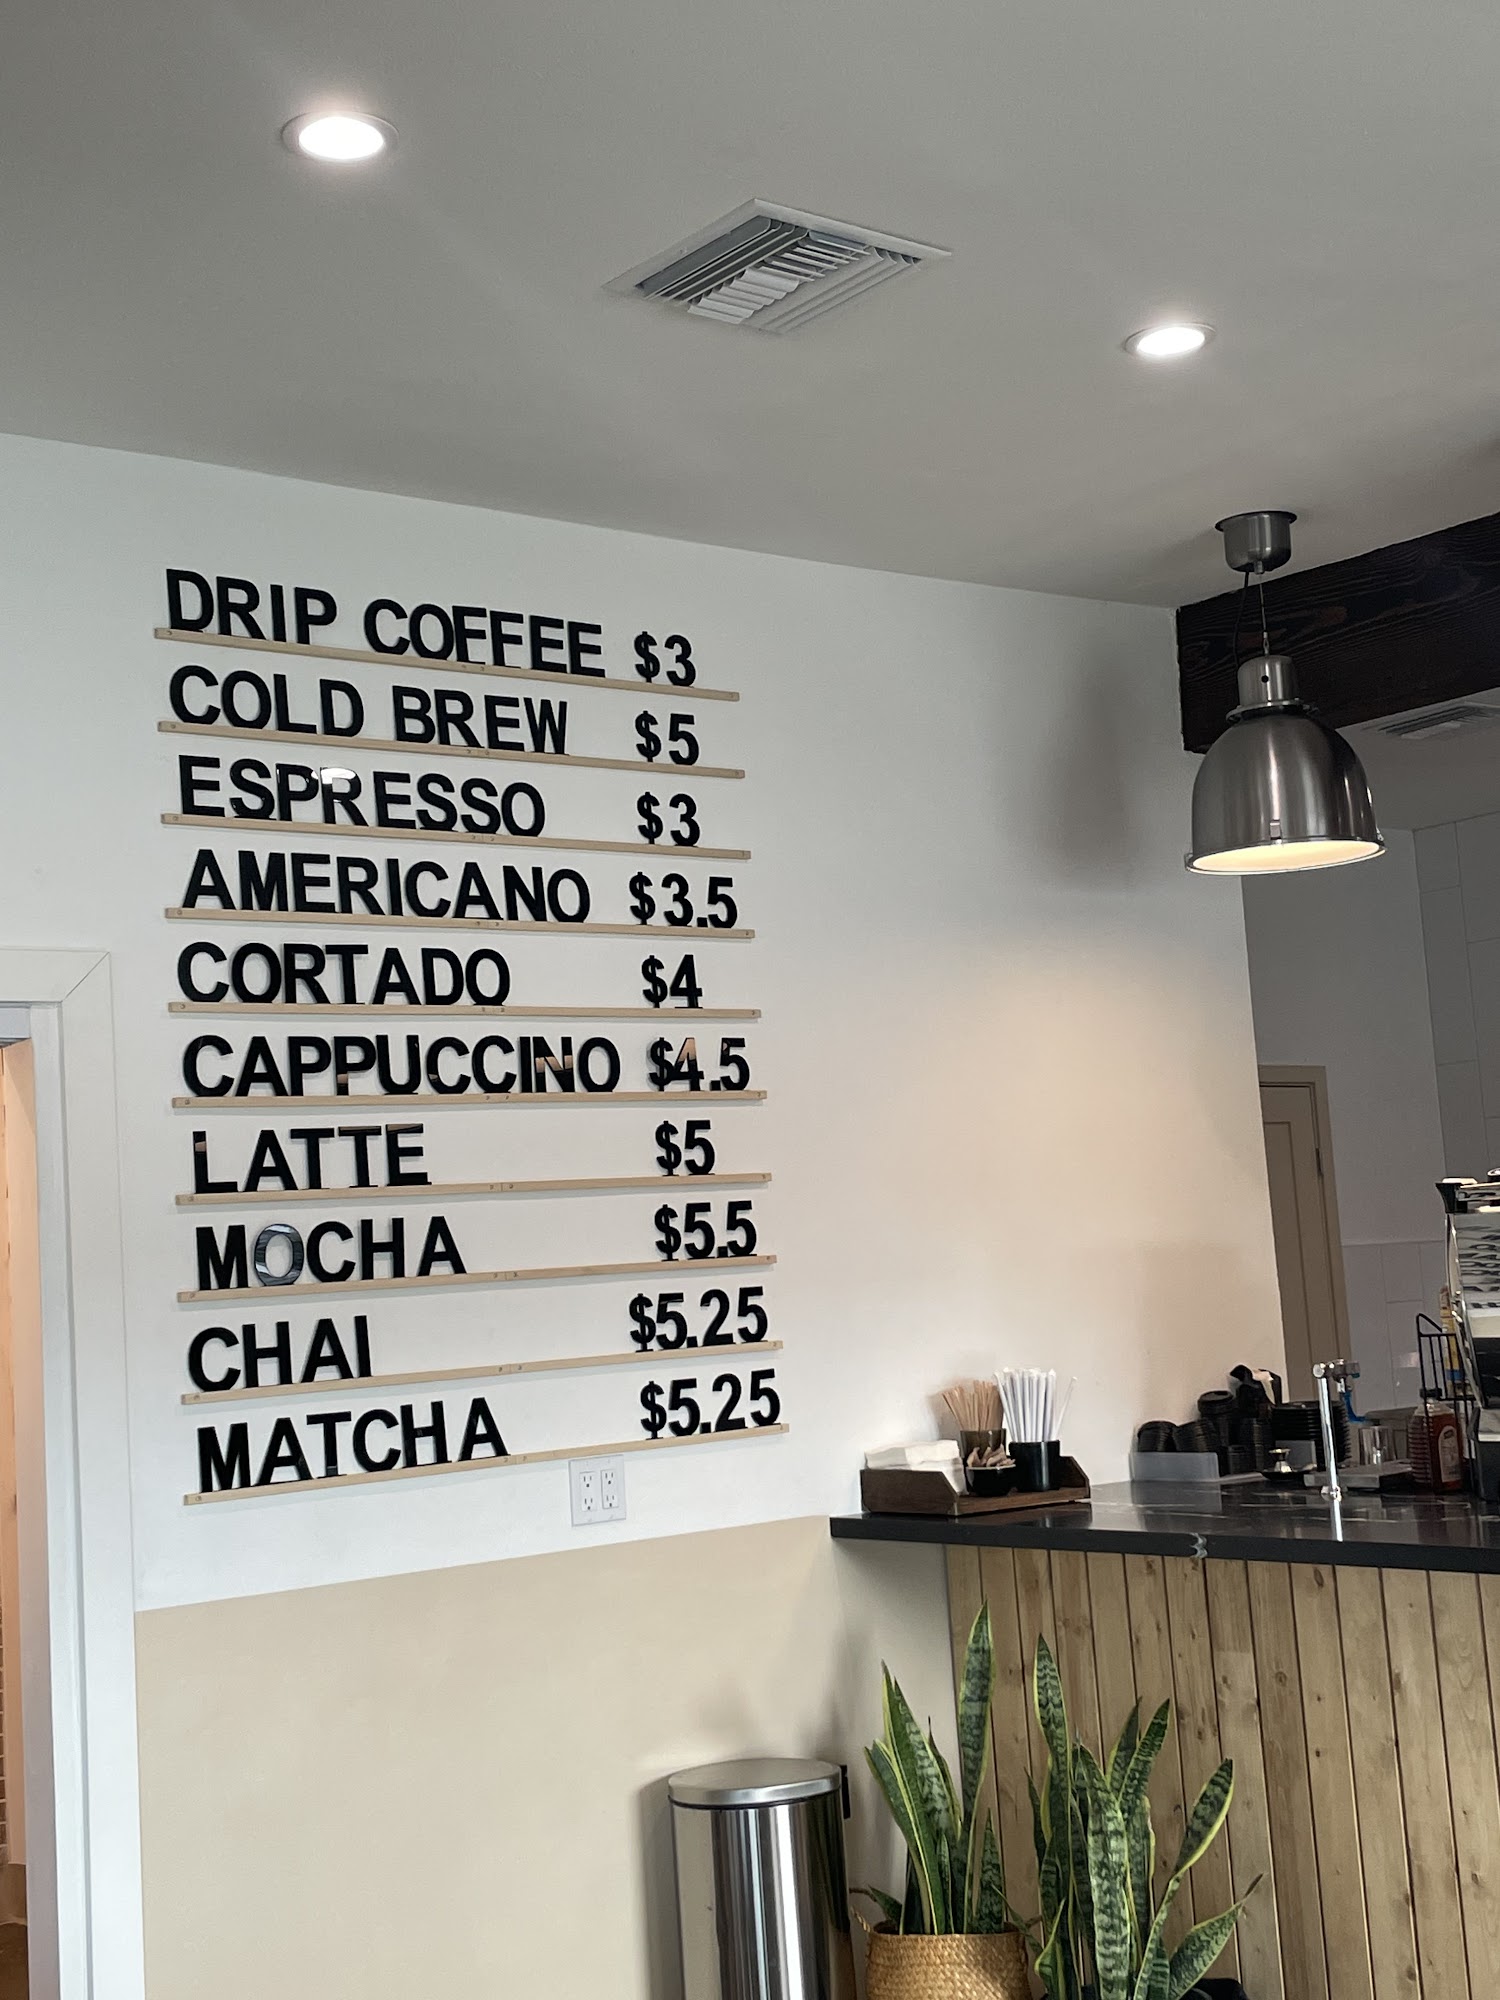 DRIP COFFEE $3
COLD BREW $5
ESPRESSO $3
AMERICANO $3.5
CORTADO $4
CAPPUCCINO $4.5
LATTE $5
MOCHA $5.5
CHAI $5.25
MATCHA $5.25